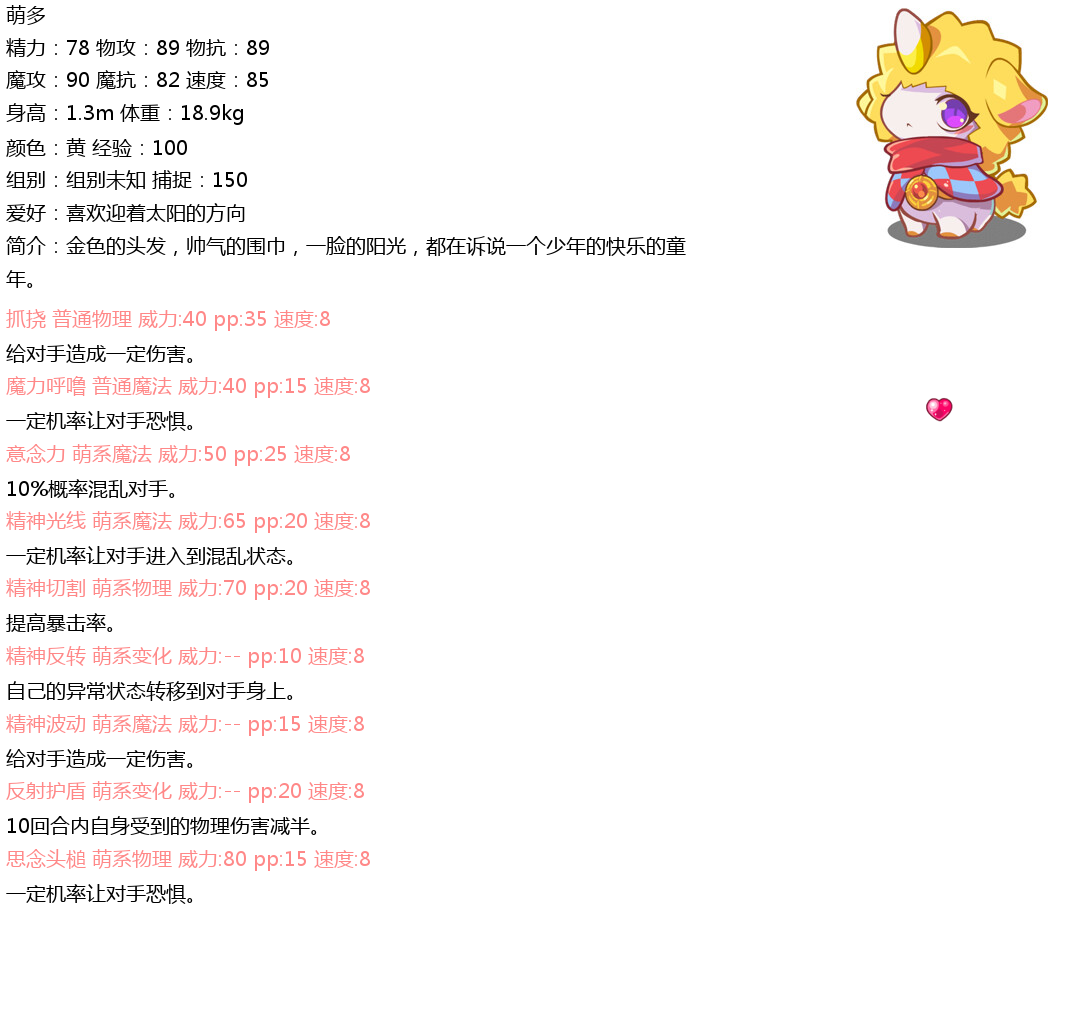 萌多
精力：78 物攻：89 物抗：89
魔攻：90 魔抗：82 速度：85
身高：1.3m 体重：18.9kg
颜色：黄 经验：100
组别：组别未知 捕捉：150
爱好：喜欢迎着太阳的方向
简介：金色的头发，帅气的围巾，一脸的阳光，都在诉说一个少年的快乐的童
年。
抓挠 普通物理 威力:40 pp:35 速度:8
给对手造成一定伤害。
魔力呼噜 普通魔法 威力:40 pp:15 速度:8
一定机率让对手恐惧。
意念力 萌系魔法 威力:50 pp:25 速度:8
10%概率混乱对手。
精神光线 萌系魔法 威力:65 pp:20 速度:8
一定机率让对手进入到混乱状态。
精神切割 萌系物理 威力:70 pp:20 速度:8
提高暴击率。
精神反转 萌系变化 威力:-- pp:10 速度:8
自己的异常状态转移到对手身上。
精神波动 萌系魔法 威力:-- pp:15 速度:8
给对手造成一定伤害。
反射护盾 萌系变化 威力:-- pp:20 速度:8
10回合内自身受到的物理伤害减半。
思念头槌 萌系物理 威力:80 pp:15 速度:8
一定机率让对手恐惧。